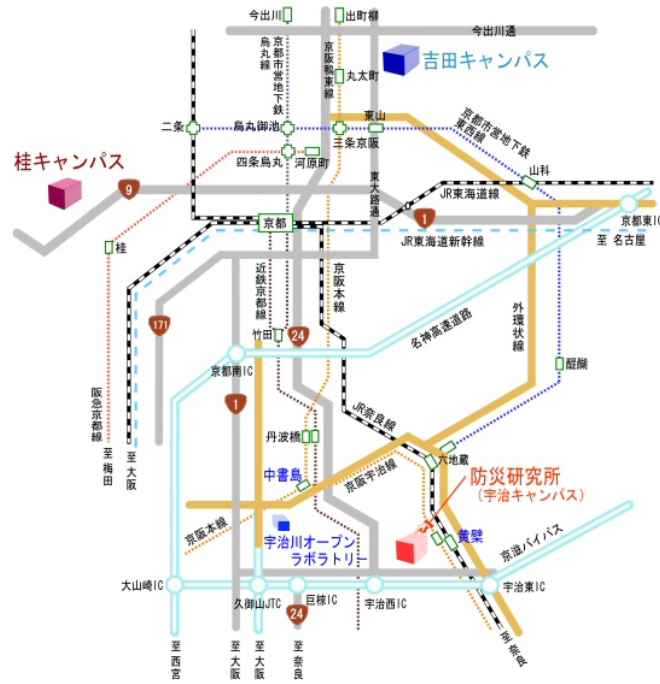 今出川
出町柳
今出川通
京都市営地下鉄
烏丸線
京阪鴨東線
丸太町
吉田キャンパス
二条
烏丸御池
東山
三条京阪
京都市営地下鉄
東西線
四条烏丸
河原町
山科
桂キャンパス
9
東大路通
JR東海道線
1
京都東IC
至 名古屋
京都
JR東海道新幹線
桂
近鉄京都線
京阪本線
外環状線
名神高速道路
171
竹田
24
京都南IC
醍醐
1
阪急京都線
至 梅田
至 大阪
JR奈良線
丹波橋
六地蔵
中書島
京阪宇治線
防災研究所
（宇治キャンパス）
京阪本線
宇治川オープン
ラボラトリー
黄壁
京滋バイパス
大山崎IC
久御山JTC
巨椋IC
宇治西IC
宇治東IC
24
至 西宮
至 大阪
至 大阪
至 奈良
至 奈良